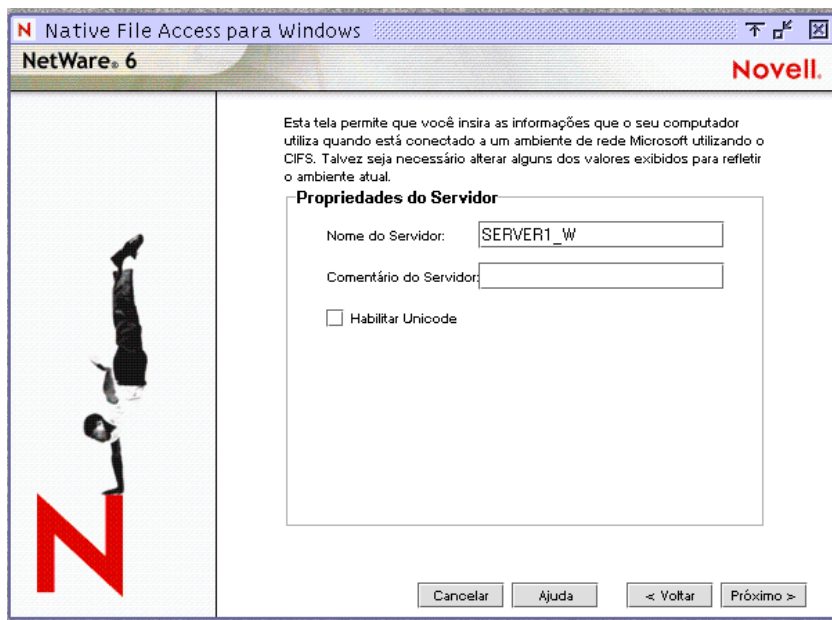 N Native File Access para Windows
NetWare® 6
Novell.
Esta tela permite que você insira as informações que o seu computador
utiliza quando está conectado a um ambiente de rede Microsoft utilizando o
CIFS. Talvez seja necessário alterar alguns dos valores exibidos para refletir
o ambiente atual.
Propriedades do Servidor
Nome do Servidor: SERVER1_W
Comentário do Servidor:
Habilitar Unicode
N
Cancelar Ajuda < Voltar Próximo >